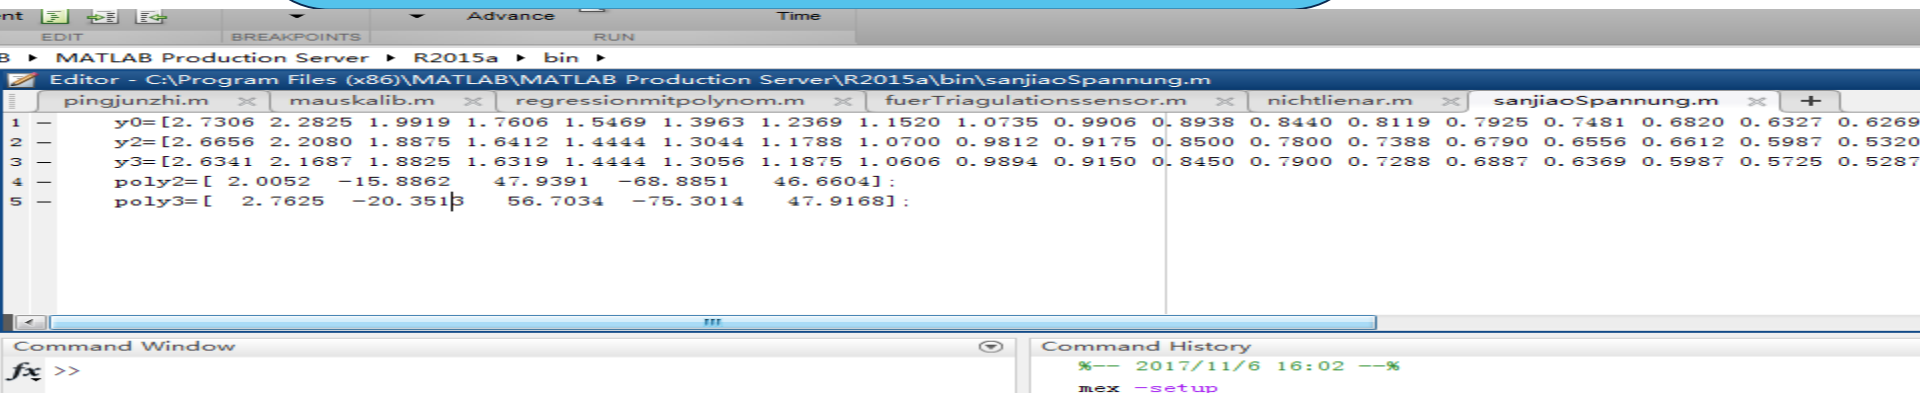 nt Advance Time
EDIT BREAKPOINTS RUN
B ▸ MATLAB Production Server ▸ R2015a ▸ bin ▸
Editor - C:\Program Files (x86)\MATLAB\MATLAB Production Server\R2015a\bin\sanjiaoSpannung.m
pingjunzhi.m mauskalib.m regressionmitpolynom.m fuerTriagulationssensor.m nichtlienar.m sanjiaoSpannung.m +
1 — y0=[2.7306 2.2825 1.9919 1.7606 1.5469 1.3963 1.2369 1.1520 1.0735 0.9906 0.8938 0.8440 0.8119 0.7925 0.7481 0.6820 0.6327 0.6269
2 — y2=[2.6656 2.2080 1.8875 1.6412 1.4444 1.3044 1.1788 1.0700 0.9812 0.9175 0.8500 0.7800 0.7388 0.6790 0.6556 0.6612 0.5987 0.5320
3 — y3=[2.6341 2.1687 1.8825 1.6319 1.4444 1.3056 1.1875 1.0606 0.9894 0.9150 0.8450 0.7900 0.7288 0.6887 0.6369 0.5987 0.5725 0.5287
4 — poly2=[ 2.0052 -15.8862 47.9391 -68.8851 46.6604];
5 — poly3=[ 2.7625 -20.3513 56.7034 -75.3014 47.9168];
Command Window
fx >>
Command History
%-- 2017/11/6 16:02 --%
mex -setup